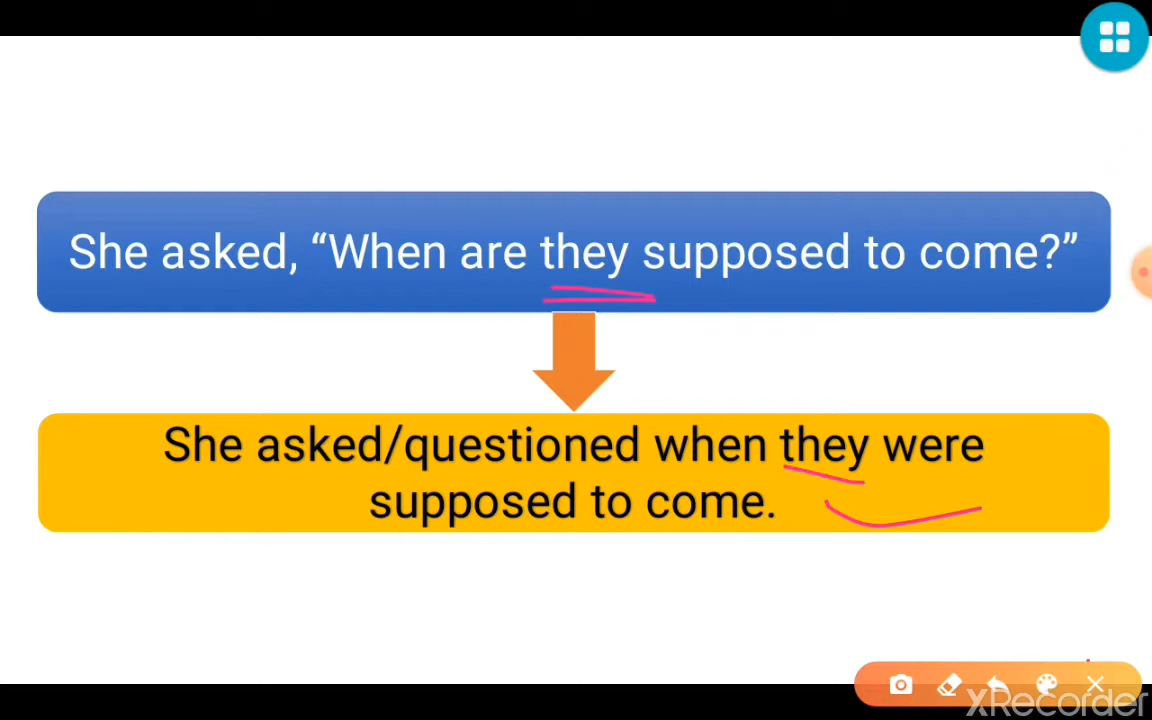 She asked, “When are they supposed to come?”
She asked/questioned when they were
supposed to come.
XRecorder